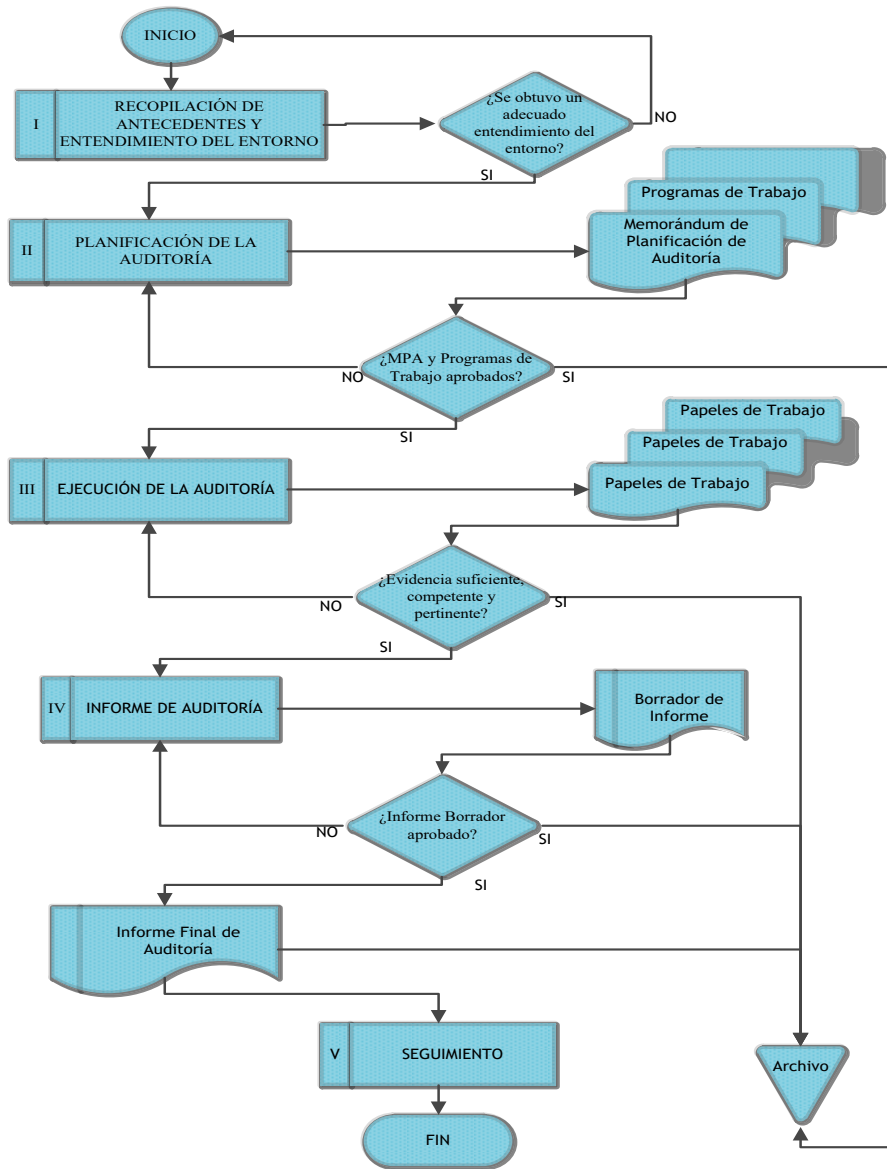 INICIO
I
RECOPILACIÓN DE
ANTECEDENTES Y
ENTENDIMIENTO DEL ENTORNO
¿Se obtuvo un
adecuado
entendimiento del
entorno?
NO
SI
II
PLANIFICACIÓN DE LA
AUDITORÍA
Programas de Trabajo
Memorándum de
Planificación de
Auditoría
¿MPA y Programas de
Trabajo aprobados?
NO
SI
SI
III
EJECUCIÓN DE LA AUDITORÍA
Papeles de Trabajo
Papeles de Trabajo
Papeles de Trabajo
¿Evidencia suficiente,
competente y
pertinente?
NO
SI
SI
IV
INFORME DE AUDITORÍA
Borrador de
Informe
¿Informe Borrador
aprobado?
NO
SI
SI
Informe Final de
Auditoría
V
SEGUIMIENTO
Archivo
FIN